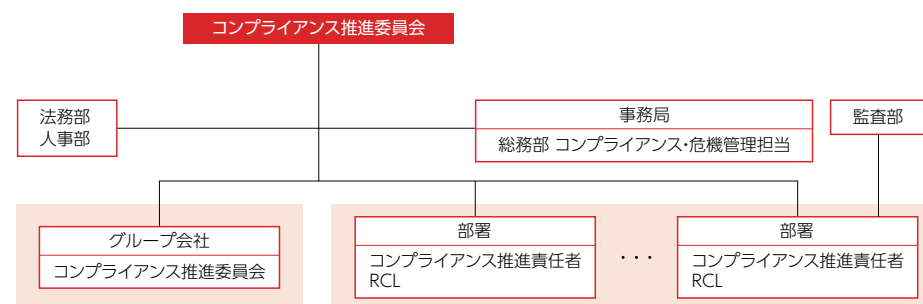 コンプライアンス推進委員会
法務部
人事部
事務局
総務部 コンプライアンス・危機管理担当
監査部
グループ会社
コンプライアンス推進委員会
部署
コンプライアンス推進責任者
RCL
・・・
部署
コンプライアンス推進責任者
RCL